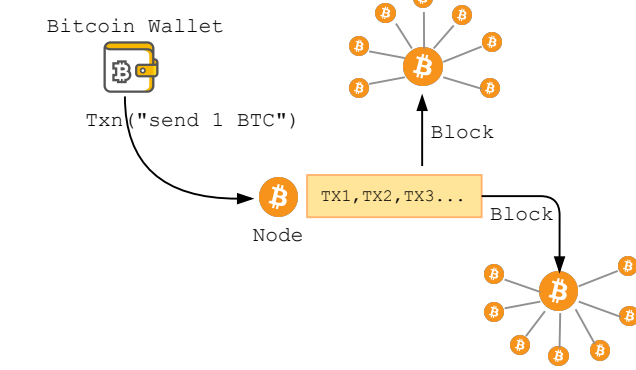 Bitcoin Wallet
Txn("send 1 BTC")
Block
TX1,TX2,TX3...
Block
Node